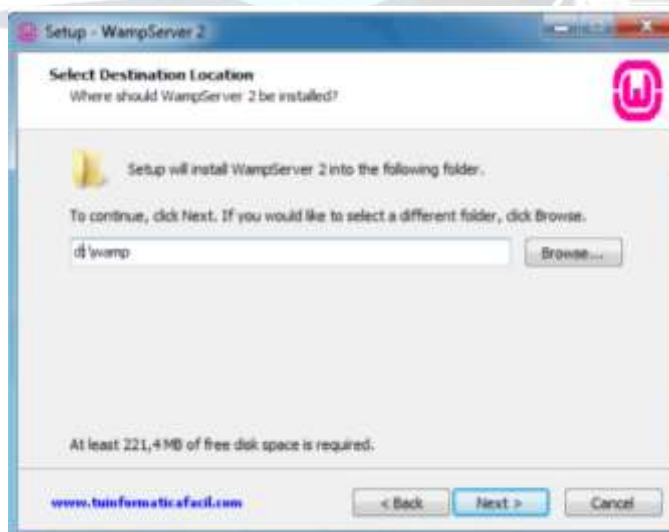 Setup - WampServer 2
Select Destination Location
Where should WampServer 2 be installed?
Setup will install WampServer 2 into the following folder.
To continue, click Next. If you would like to select a different folder, click Browse.
d:\wamp
Browse...
At least 221,4 MB of free disk space is required.
www.tuinformaticafacil.com
< Back
Next >
Cancel